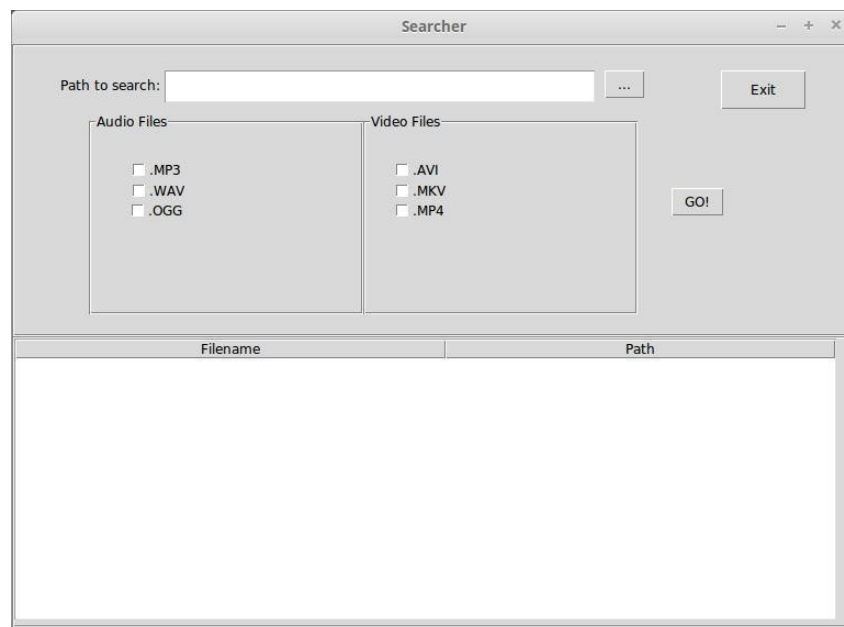 Searcher
Path to search: ... Exit
Audio Files Video Files
.MP3 .AVI
.WAV .MKV
.OGG .MP4
GO!
Filename Path